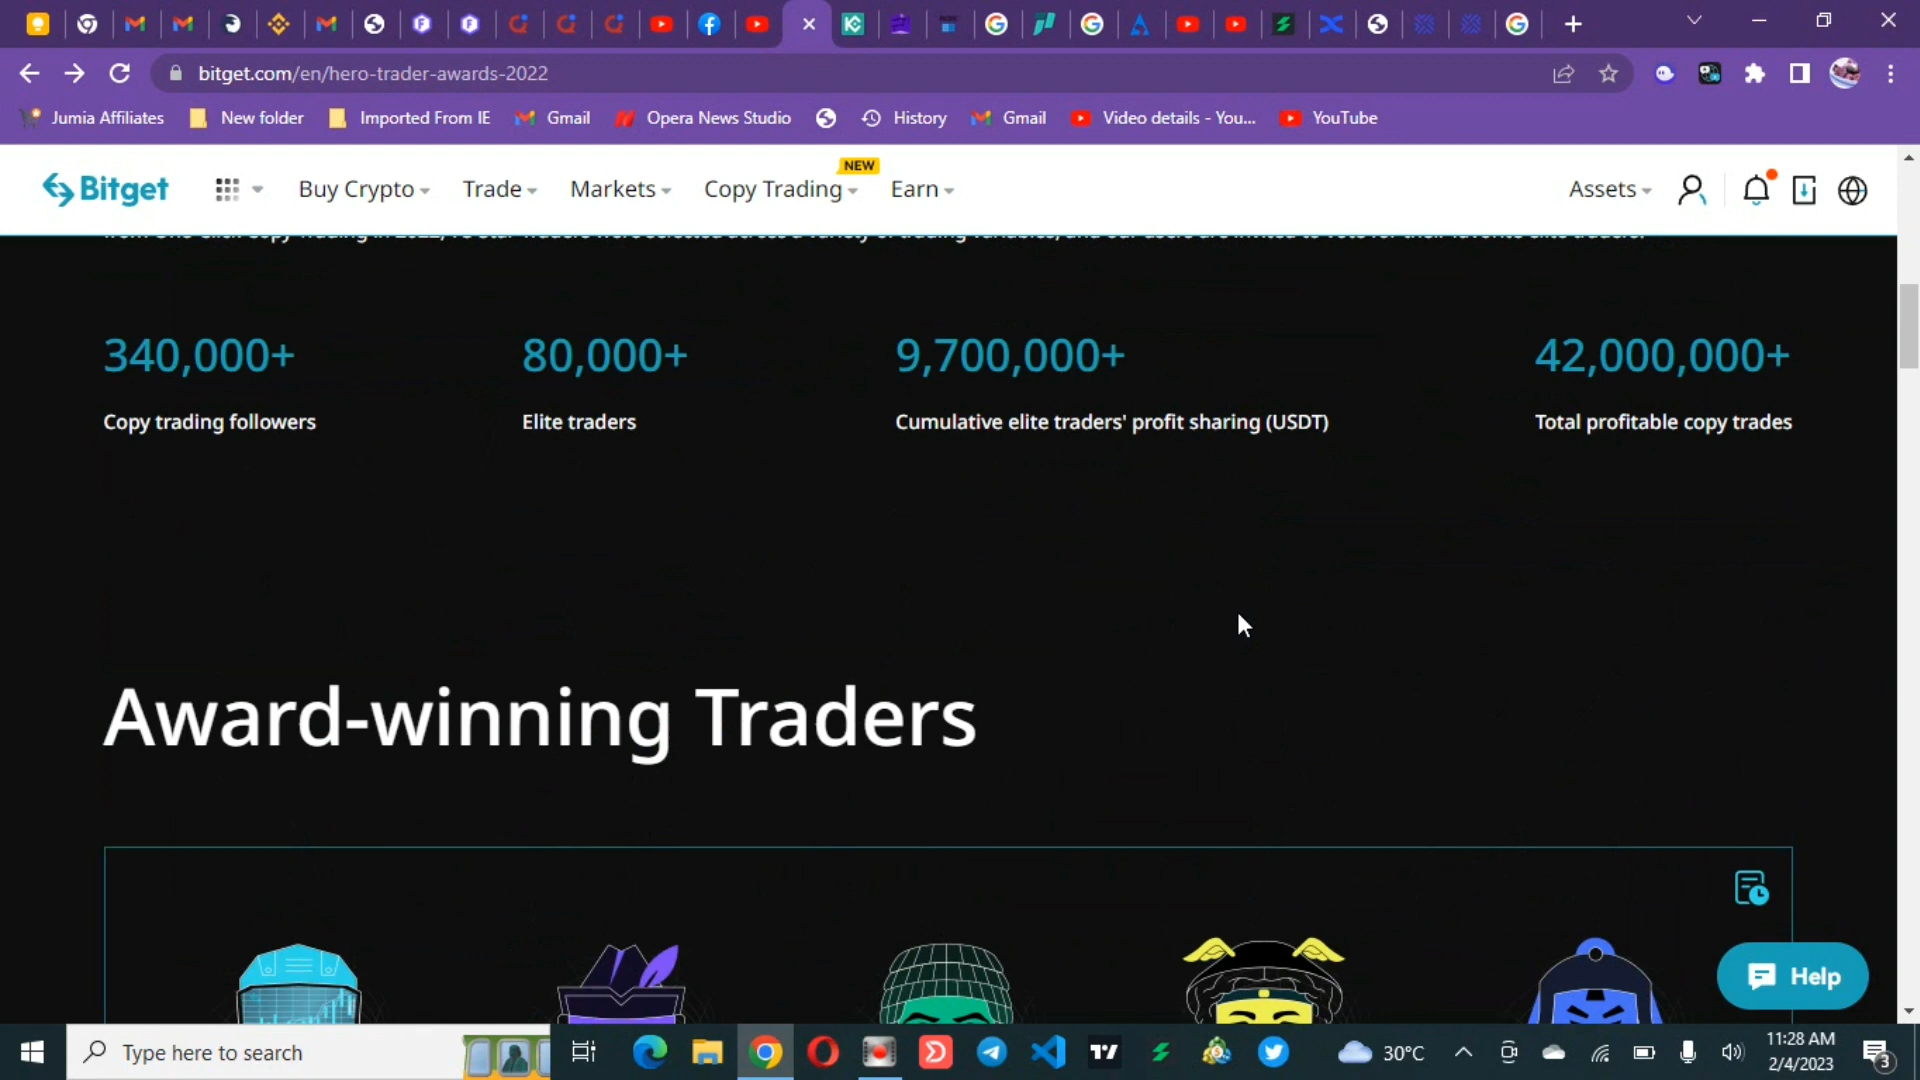 bitget.com/en/hero-trader-awards-2022
Jumia Affiliates
New folder
Imported From IE
Gmail
Opera News Studio
History
Gmail
Video details - You...
YouTube
Bitget
Buy Crypto
Trade
Markets
NEW
Copy Trading
Earn
Assets
340,000+
80,000+
9,700,000+
42,000,000+
Copy trading followers
Elite traders
Cumulative elite traders' profit sharing (USDT)
Total profitable copy trades
Award-winning Traders
Help
Type here to search
30°C
11:28 AM
2/4/2023
3